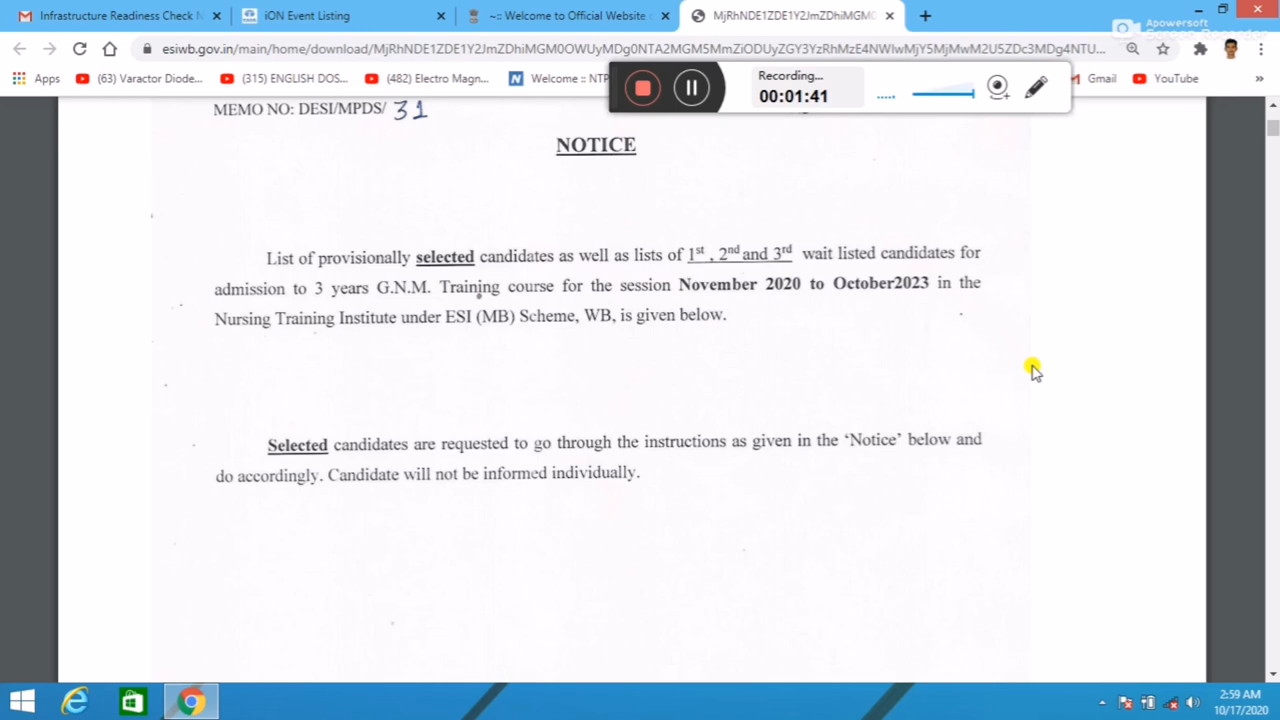 Infrastructure Readiness Check N
iON Event Listing
~:: Welcome to Official Website o
MjRhNDE1ZDE1Y2JmZDhiMGM0
Apowersoft
Screen Recorder
esiwb.gov.in/main/home/download/MjRhNDE1ZDE1Y2JmZDhiMGM0OWUyMDg0NTA2MGM5MmZiODUyZGY3YzRhMzE4NWIwMjY5MjMwM2U5ZDc3MDg4NTU...
Apps
(63) Varactor Diode...
(315) ENGLISH DOS...
(482) Electro Magn...
Welcome :: NTP
Gmail
YouTube
»
Recording...
00:01:41
MEMO NO: DESI/MPDS/ 31
NOTICE
List of provisionally selected candidates as well as lists of 1st , 2nd and 3rd wait listed candidates for
admission to 3 years G.N.M. Training course for the session November 2020 to October2023 in the
Nursing Training Institute under ESI (MB) Scheme, WB, is given below.
Selected candidates are requested to go through the instructions as given in the ‘Notice’ below and
do accordingly. Candidate will not be informed individually.
2:59 AM
10/17/2020